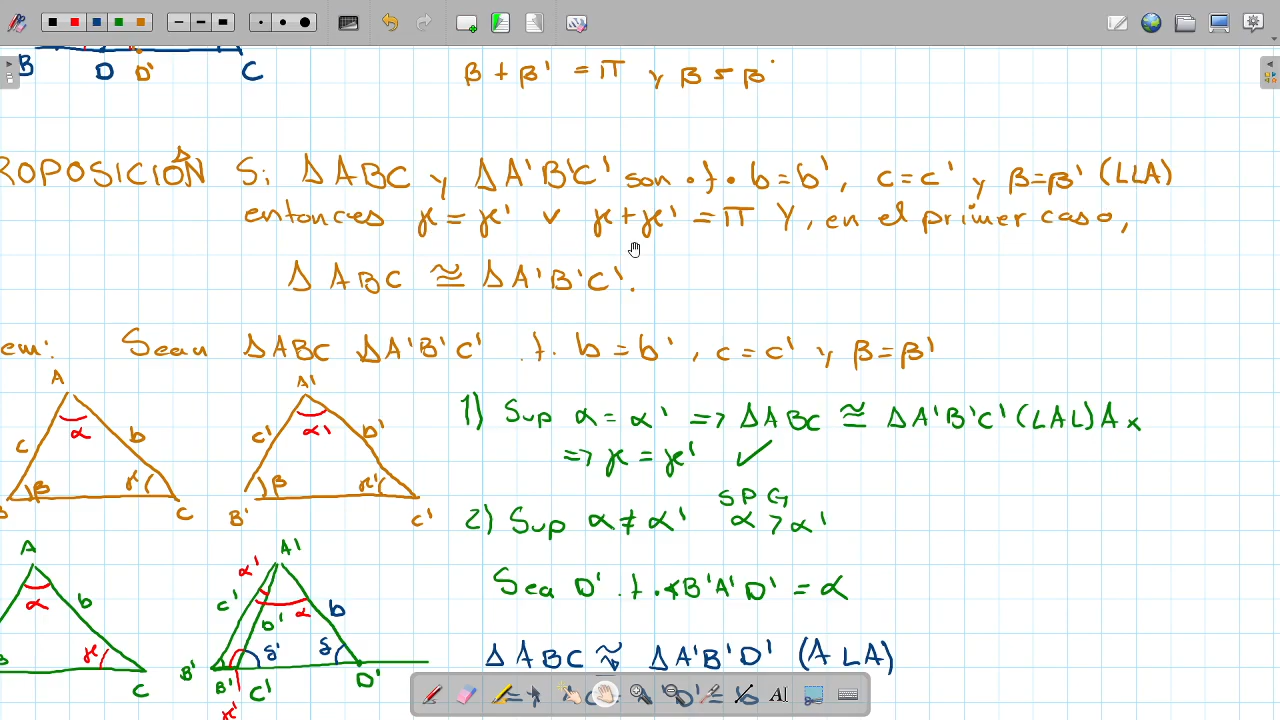 B D D' C
β + β' = π y β = β'
ROPOSICIÓN Si ΔABC y ΔA'B'C' son .t. b=b', c=c' y β=β' (LLA)
entonces γ = γ' v γ+γ' = π Y, en el primer caso,
ΔABC ≅ ΔA'B'C'.
em: Sean ΔABC ΔA'B'C' .t. b=b', c=c' y β=β'
A c α b β γ B C
A' c' α' b' β γ' B' C'
1) Sup α = α' => ΔABC ≅ ΔA'B'C' (LAL) Ax
=> γ = γ' ✓
2) Sup α ≠ α' SPG α > α'
A α b γ C
A' α' c' α b b' δ' δ B' β' C' D' γ'
Sea D' .t. ∢B'A'D' = α
ΔABC ≅ ΔA'B'D' (ALA)